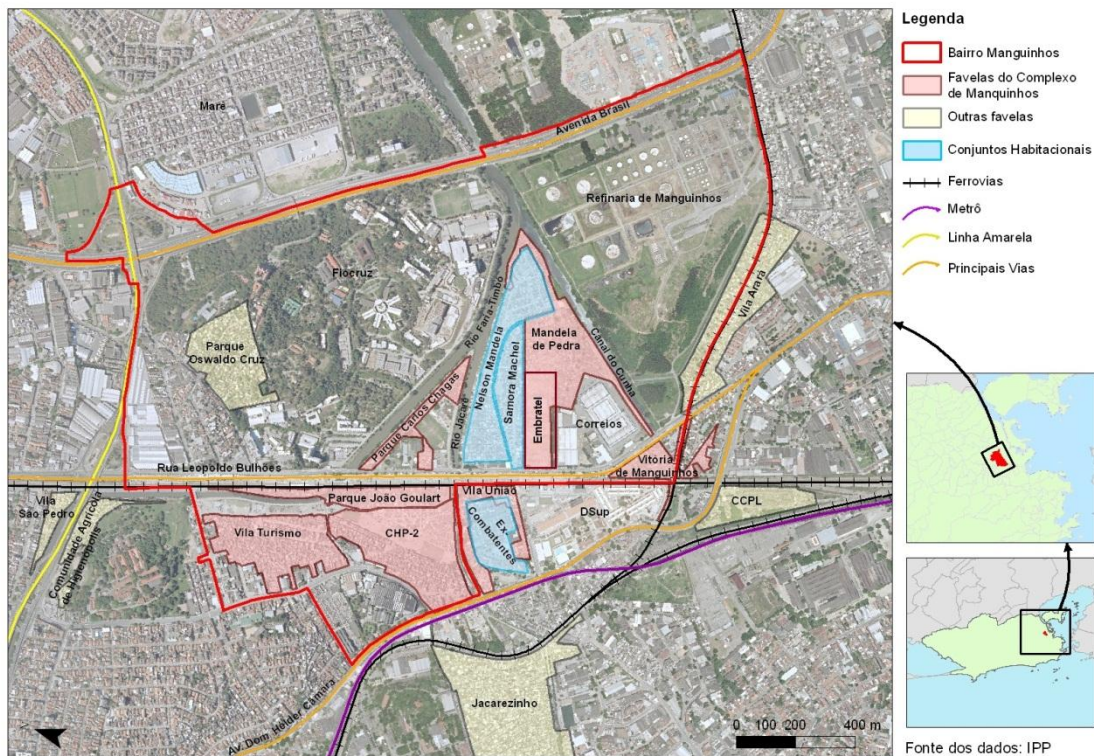 Legenda
Bairro Manguinhos
Favelas do Complexo
de Manquinhos
Outras favelas
Conjuntos Habitacionais
Ferrovias
Metrô
Linha Amarela
Principais Vias
Maré
Avenida Brasil
Refinaria de Manguinhos
Fiocruz
Rio Faria-Timbó
Vila Arará
Parque
Oswaldo Cruz
Mandela
de Pedra
Nelson Mandela
Samora Machel
Canal do Cunha
Parque Carlos Chagas
Rio Jacaré
Embratel
Correios
Rua Leopoldo Bulhões
Vitória
de Manguinhos
Vila
São Pedro
Comunidade Agrícola
de Higienópolis
Parque João Goulart
Vila União
Vila Turismo
CHP-2
Ex-
Combatentes
DSup
CCPL
Av. Dom Hélder Câmara
Jacarezinho
0 100 200 400 m
Fonte dos dados: IPP